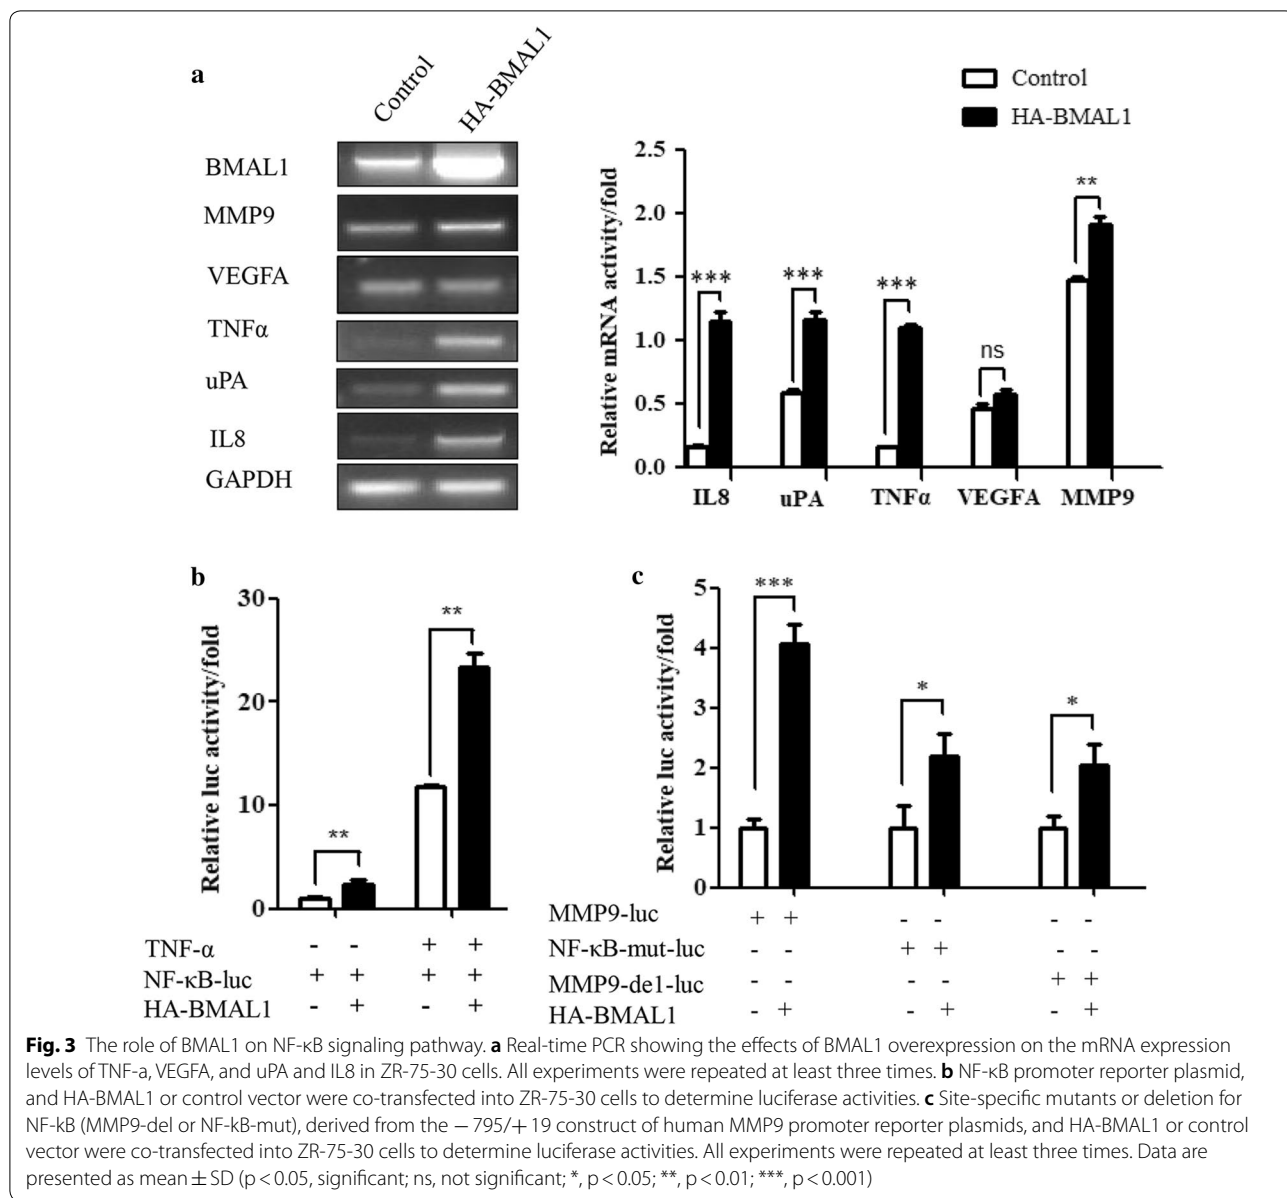 a
Control
HA-BMAL1
BMAL1
MMP9
VEGFA
TNFα
uPA
IL8
GAPDH
Control
HA-BMAL1
Relative mRNA activity/fold
2.5
2.0
1.5
1.0
0.5
0.0
***
***
***
ns
**
IL8 uPA TNFα VEGFA MMP9
b
Relative luc activity/fold
30
20
10
0
**
**
TNF-α - - + +
NF-κB-luc + + + +
HA-BMAL1 - + - +
c
Relative luc activity/fold
5
4
3
2
1
0
***
*
*
MMP9-luc + + - - - -
NF-κB-mut-luc - - + + - -
MMP9-de1-luc - - - - + +
HA-BMAL1 - + - + - +
Fig. 3 The role of BMAL1 on NF-κB signaling pathway. a Real-time PCR showing the effects of BMAL1 overexpression on the mRNA expression
levels of TNF-a, VEGFA, and uPA and IL8 in ZR-75-30 cells. All experiments were repeated at least three times. b NF-κB promoter reporter plasmid,
and HA-BMAL1 or control vector were co-transfected into ZR-75-30 cells to determine luciferase activities. c Site-specific mutants or deletion for
NF-kB (MMP9-del or NF-kB-mut), derived from the − 795/+ 19 construct of human MMP9 promoter reporter plasmids, and HA-BMAL1 or control
vector were co-transfected into ZR-75-30 cells to determine luciferase activities. All experiments were repeated at least three times. Data are
presented as mean ± SD (p < 0.05, significant; ns, not significant; *, p < 0.05; **, p < 0.01; ***, p < 0.001)